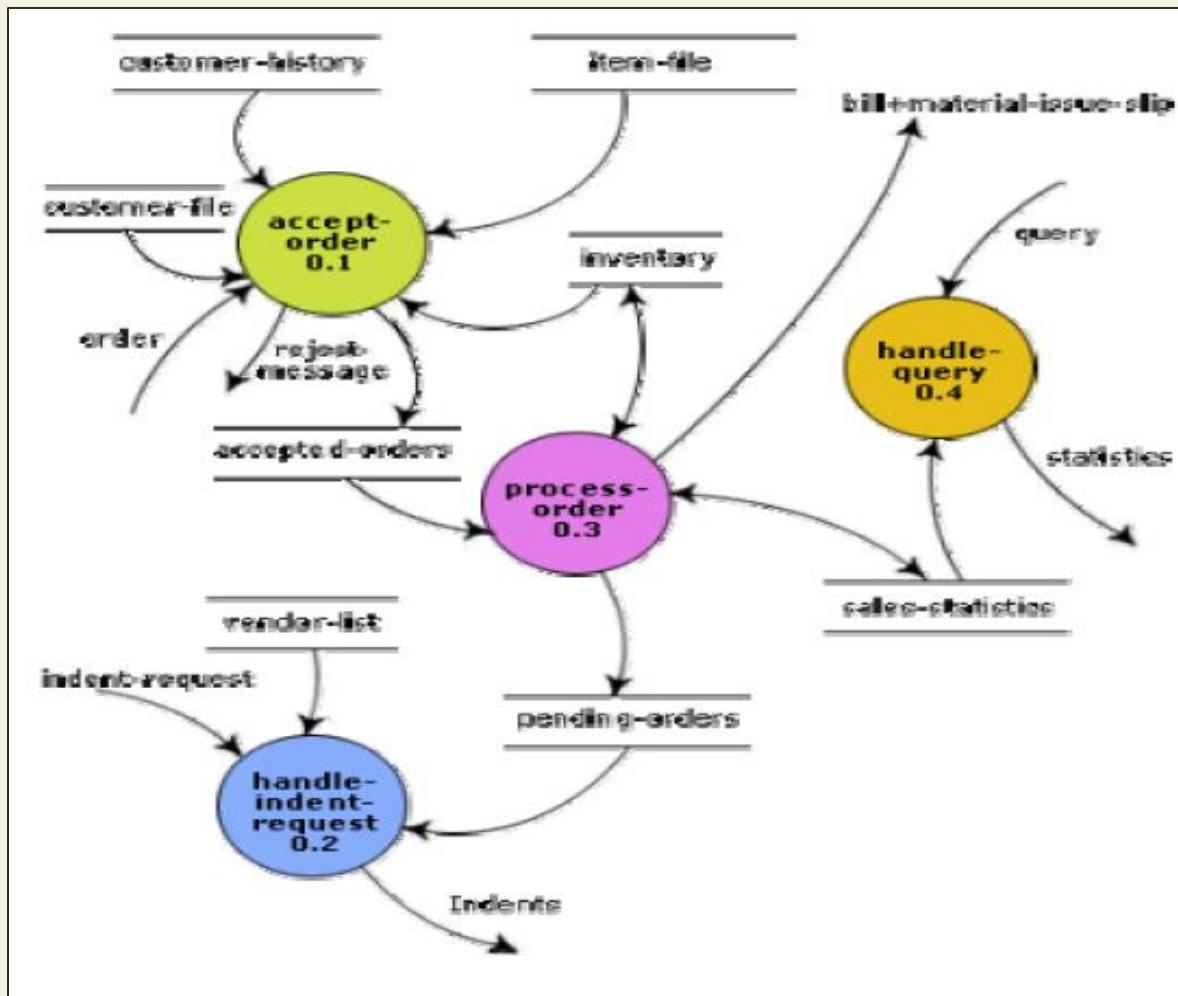 customer-history
item-file
bill+material-issue-slip
customer-file
accept-
order
0.1
query
inventory
order
reject-
message
handle-
query
0.4
accepted-orders
statistics
process-
order
0.3
vendor-list
sales-statistics
indent-request
pending-orders
handle-
indent-
request
0.2
Indents